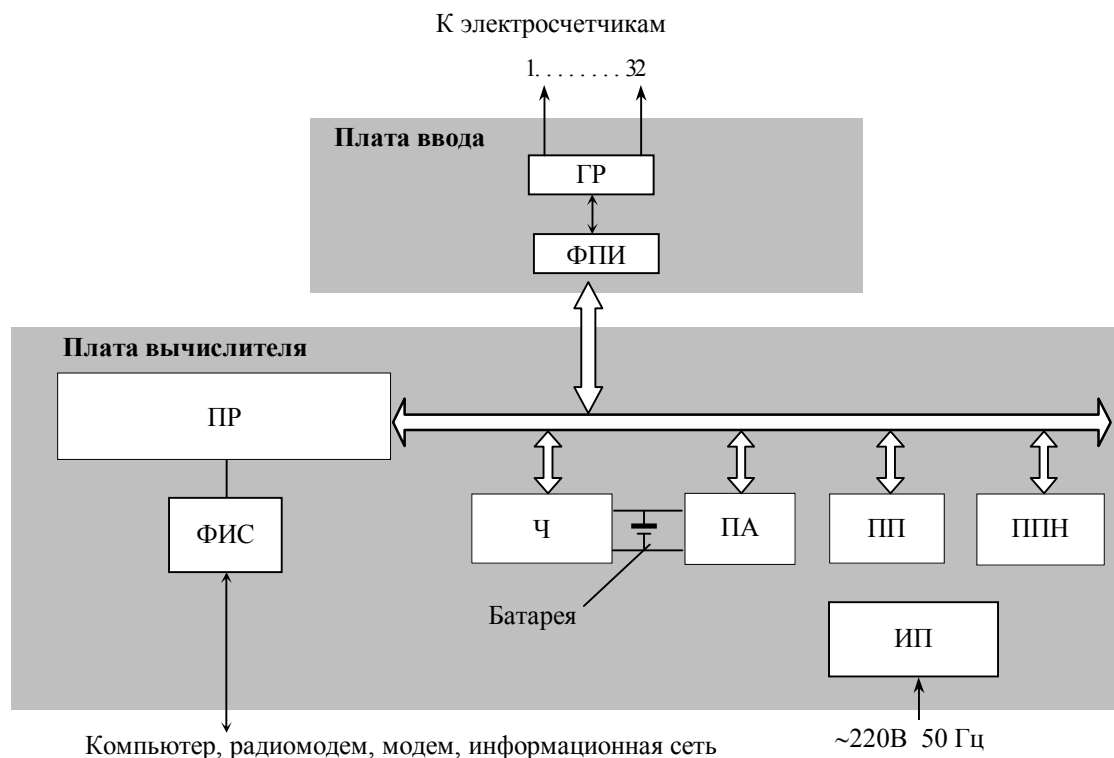 К электросчетчикам
1. . . . . . . . 32
Плата ввода
ГР
ФПИ
Плата вычислителя
ПР
ФИС
Ч
ПА
ПП
ППН
Батарея
ИП
Компьютер, радиомодем, модем, информационная сеть
~220В 50 Гц